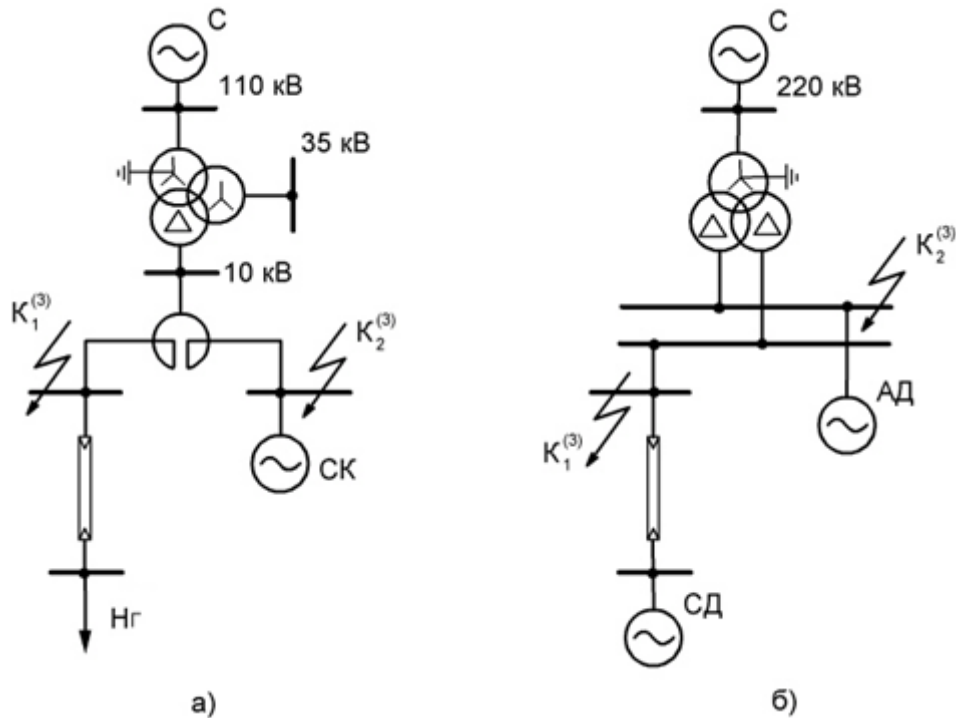 С
110 кВ
35 кВ
10 кВ
К₁⁽³⁾
К₂⁽³⁾
СК
Нг
а)
С
220 кВ
К₂⁽³⁾
АД
К₁⁽³⁾
СД
б)